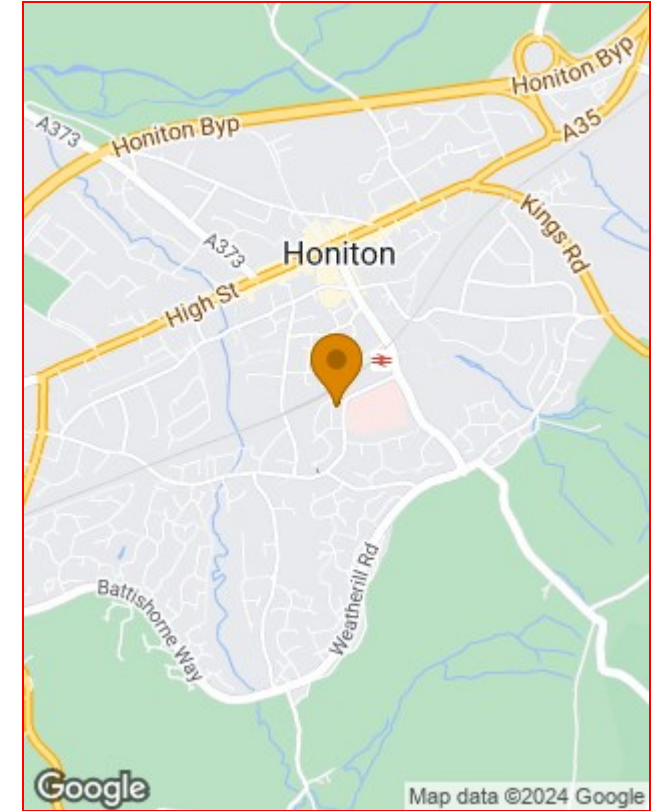 Honiton Byp
A35
A373
Honiton Byp
Kings Rd
A373
Honiton
High St
Weatherill Rd
Battishorne Way
Google
Map data ©2024 Google